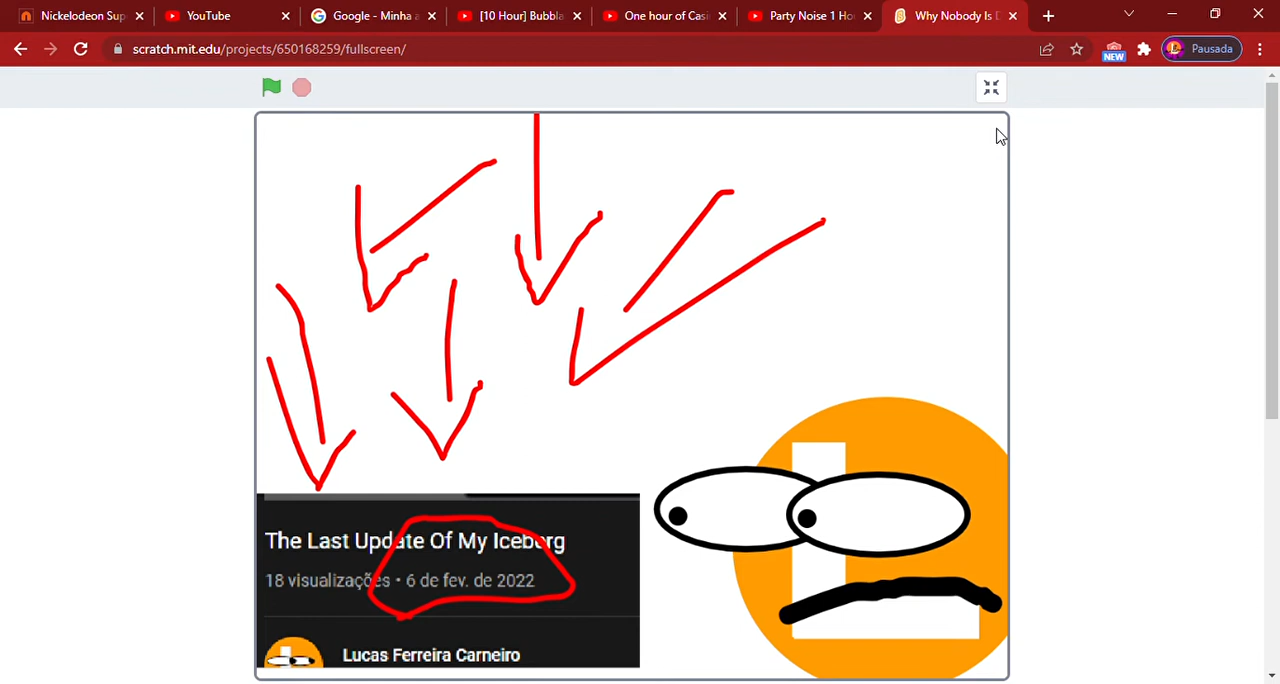 Nickelodeon Sup
YouTube
Google - Minha a
[10 Hour] Bubbla
One hour of Casi
Party Noise 1 Ho
Why Nobody Is D
scratch.mit.edu/projects/650168259/fullscreen/
NEW
L
Pausada
L
The Last Update Of My Iceberg
18 visualizações • 6 de fev. de 2022
Lucas Ferreira Carneiro